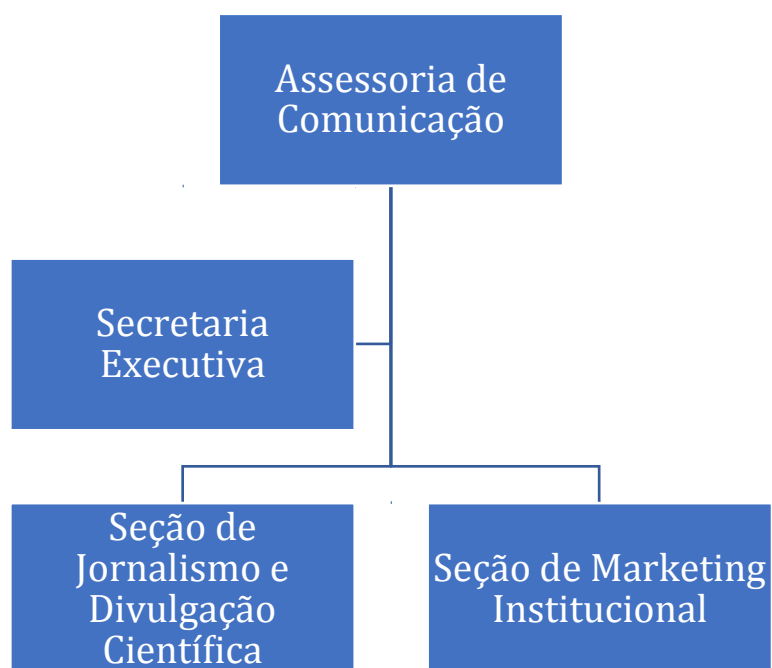 Assessoria de
Comunicação
Secretaria
Executiva
Seção de
Jornalismo e
Divulgação
Científica
Seção de Marketing
Institucional